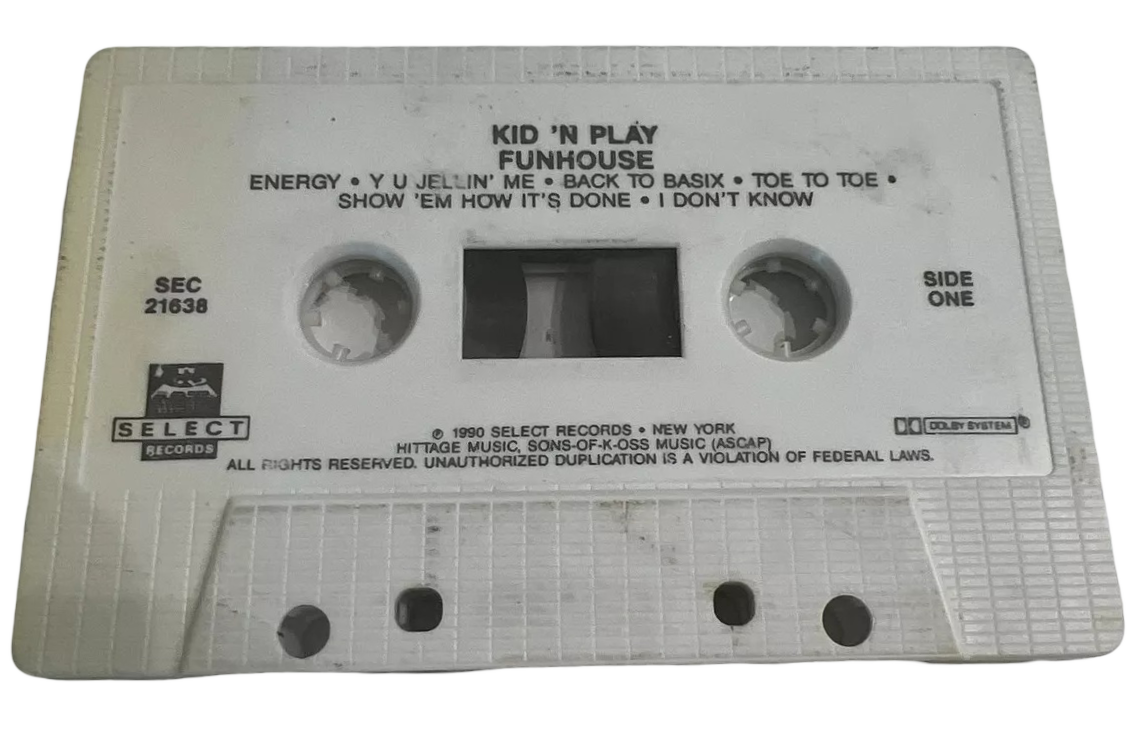 KID 'N PLAY
FUNHOUSE
ENERGY • Y U JELLIN' ME • BACK TO BASIX • TOE TO TOE •
SHOW 'EM HOW IT'S DONE • I DON'T KNOW
SEC
21638
SIDE
ONE
SELECT
RECORDS
℗ 1990 SELECT RECORDS • NEW YORK
HITTAGE MUSIC, SONS-OF-K-OSS MUSIC (ASCAP)
ALL RIGHTS RESERVED. UNAUTHORIZED DUPLICATION IS A VIOLATION OF FEDERAL LAWS.
DOLBY SYSTEM®